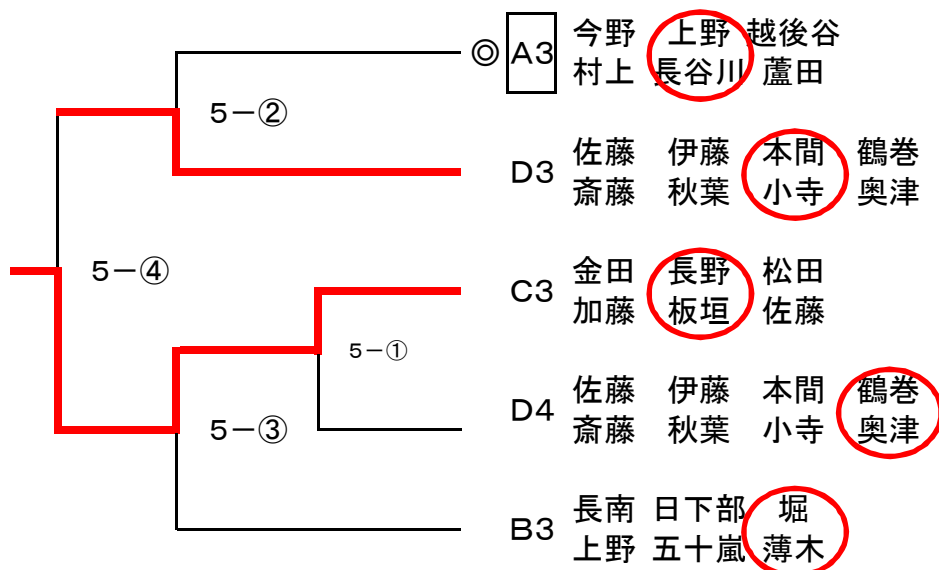 ◎ A3 今野 上野 越後谷
村上 長谷川 蘆田
5-②
D3 佐藤 伊藤 本間 鶴巻
斎藤 秋葉 小寺 奥津
5-④
C3 金田 長野 松田
加藤 板垣 佐藤
5-①
D4 佐藤 伊藤 本間 鶴巻
斎藤 秋葉 小寺 奥津
5-③
B3 長南 日下部 堀
上野 五十嵐 薄木